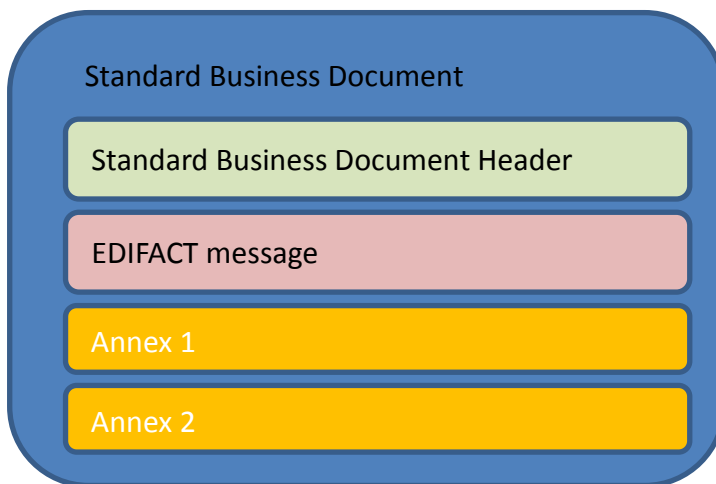 Standard Business Document
Standard Business Document Header
EDIFACT message
Annex 1
Annex 2